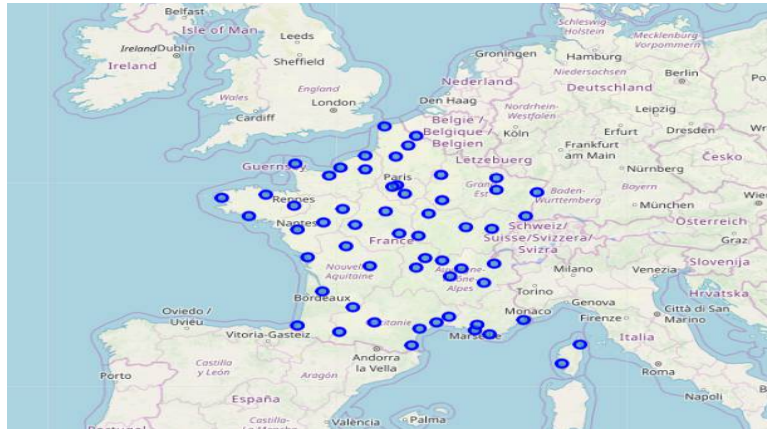 Belfast
Isle of Man
Leeds
Ireland Dublin
Ireland
Sheffield
Schleswig-
Holstein
Mecklenburg-
Vorpommern
Groningen
Hamburg
Wales
England
London
Nederland
Niedersachsen
Berlin
Cardiff
Den Haag
Nordrhein-
Westfalen
Deutschland
Leipzig
België /
Belgique /
Belgien
Köln
Erfurt
Dresden
Frankfurt
am Main
Guernsey
Lëtzebuerg
Paris
Nürnberg
Česko
Rennes
Baden-
Württemberg
Bayern
München
Nantes
France
Schweiz/
Suisse/Svizzera/
Svizra
Österreich
Graz
Nouvelle-
Aquitaine
Milano
Venezia
Slovenija
Bordeaux
Torino
Hrvatska
Oviedo /
Uviéu
Vitoria-Gasteiz
Monaco
Genova
Firenze
Città di
San Marino
Marseille
Italia
Castilla
y León
Andorra
la Vella
Porto
Aragón
Roma
España
Napoli
València
Palma